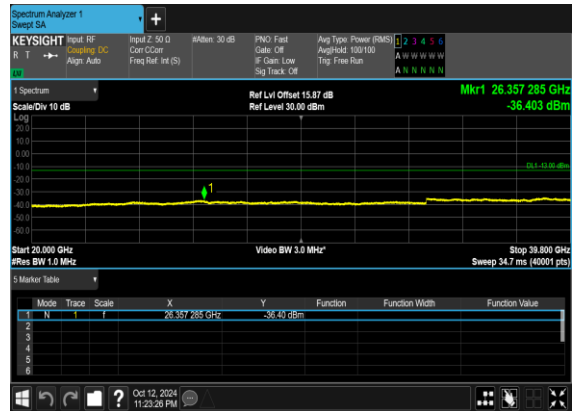 Spectrum Analyzer 1
Swept SA
+
KEYSIGHT Input: RF Input Z: 50 Ω #Atten: 30 dB PNO: Fast Avg Type: Power (RMS) 1 2 3 4 5 6
R T Coupling: DC Corr CCorr Gate: Off Avg|Hold: 100/100 A W W W W W
Align: Auto Freq Ref: Int (S) IF Gain: Low Trig: Free Run
Sig Track: Off A N N N N N
1 Spectrum Ref Lvl Offset 15.87 dB Mkr1 26.357 285 GHz
Scale/Div 10 dB Ref Level 30.00 dBm -36.403 dBm
Log
20.0
10.0
0.00
-10.0 DL1 -13.00 dBm
-20.0
-30.0 1
-40.0
-50.0
-60.0
Start 20.000 GHz Video BW 3.0 MHz* Stop 39.800 GHz
#Res BW 1.0 MHz Sweep 34.7 ms (40001 pts)
5 Marker Table
Mode Trace Scale X Y Function Function Width Function Value
1 N 1 f 26.357 285 GHz -36.40 dBm
2
3
4
5
6
? Oct 12, 2024
11:23:26 PM